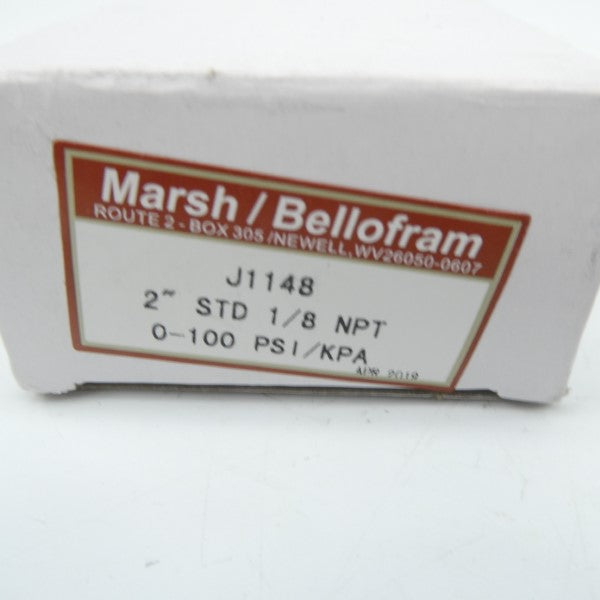 Marsh / Bellofram
ROUTE 2 - BOX 305 /NEWELL, WV26050-0607
J1148
2" STD 1/8 NPT
0-100 PSI/KPA
APR 2019